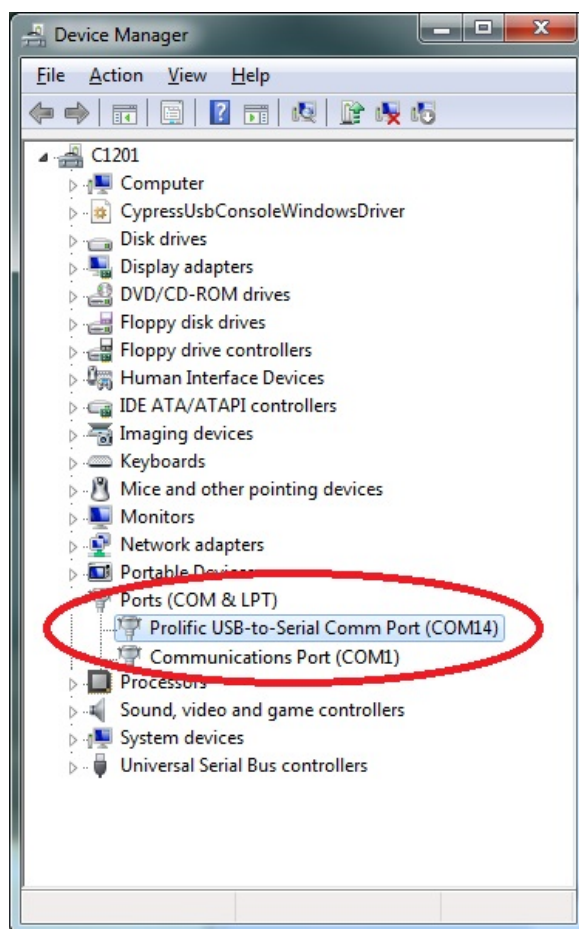 Device Manager
File Action View Help
C1201
Computer
CypressUsbConsoleWindowsDriver
Disk drives
Display adapters
DVD/CD-ROM drives
Floppy disk drives
Floppy drive controllers
Human Interface Devices
IDE ATA/ATAPI controllers
Imaging devices
Keyboards
Mice and other pointing devices
Monitors
Network adapters
Portable Devices
Ports (COM & LPT)
Prolific USB-to-Serial Comm Port (COM14)
Communications Port (COM1)
Processors
Sound, video and game controllers
System devices
Universal Serial Bus controllers